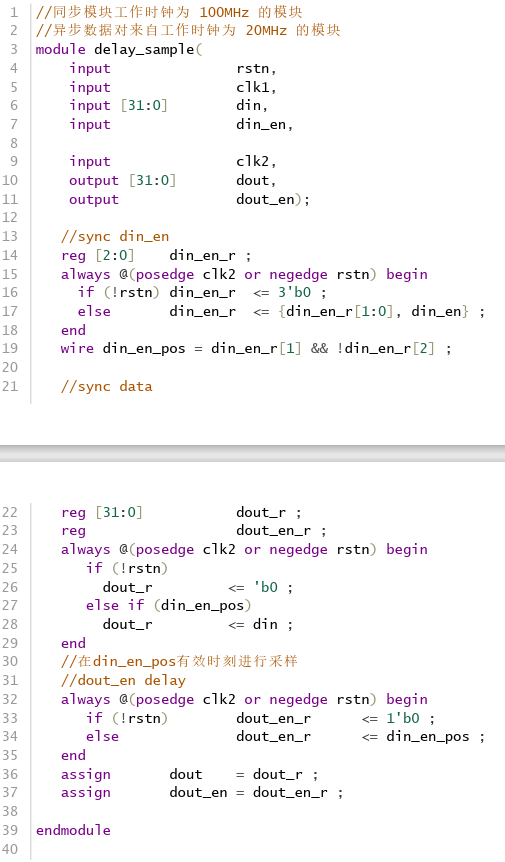 1 //同步模块工作时钟为 100MHz 的模块
2 //异步数据对来自工作时钟为 20MHz 的模块
3 module delay_sample(
4     input               rstn,
5     input               clk1,
6     input [31:0]        din,
7     input               din_en,
8
9     input               clk2,
10     output [31:0]       dout,
11     output              dout_en);
12
13    //sync din_en
14    reg [2:0]    din_en_r ;
15    always @(posedge clk2 or negedge rstn) begin
16      if (!rstn) din_en_r  <= 3'b0 ;
17      else       din_en_r  <= {din_en_r[1:0], din_en} ;
18    end
19    wire din_en_pos = din_en_r[1] && !din_en_r[2] ;
20
21    //sync data
22    reg [31:0]           dout_r ;
23    reg                  dout_en_r ;
24    always @(posedge clk2 or negedge rstn) begin
25       if (!rstn)
26         dout_r         <= 'b0 ;
27       else if (din_en_pos)
28         dout_r         <= din ;
29    end
30    //在din_en_pos有效时刻进行采样
31    //dout_en delay
32    always @(posedge clk2 or negedge rstn) begin
33       if (!rstn)        dout_en_r      <= 1'b0 ;
34       else              dout_en_r      <= din_en_pos ;
35    end
36    assign       dout    = dout_r ;
37    assign       dout_en = dout_en_r ;
38
39 endmodule
40